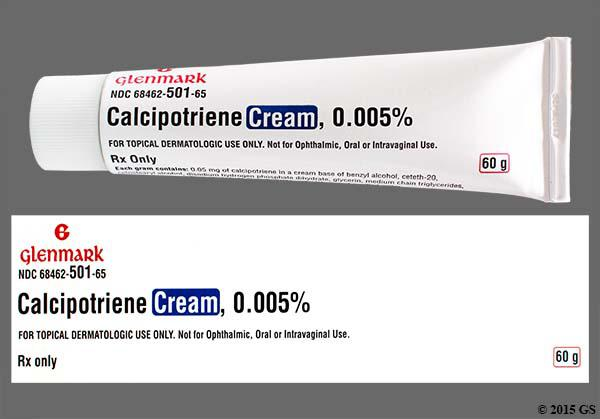 GLENMARK
NDC 68462-501-65
Calcipotriene Cream, 0.005%
FOR TOPICAL DERMATOLOGIC USE ONLY. Not for Ophthalmic, Oral or Intravaginal Use.
Rx Only
60 g
Each gram contains: 0.05 mg of calcipotriene in a cream base of benzyl alcohol, ceteth-20,
cetostearyl alcohol, disodium hydrogen phosphate dihydrate, glycerin, medium chain triglycerides,
G
GLENMARK
NDC 68462-501-65
Calcipotriene Cream, 0.005%
FOR TOPICAL DERMATOLOGIC USE ONLY. Not for Ophthalmic, Oral or Intravaginal Use.
Rx only
60 g
© 2015 GS